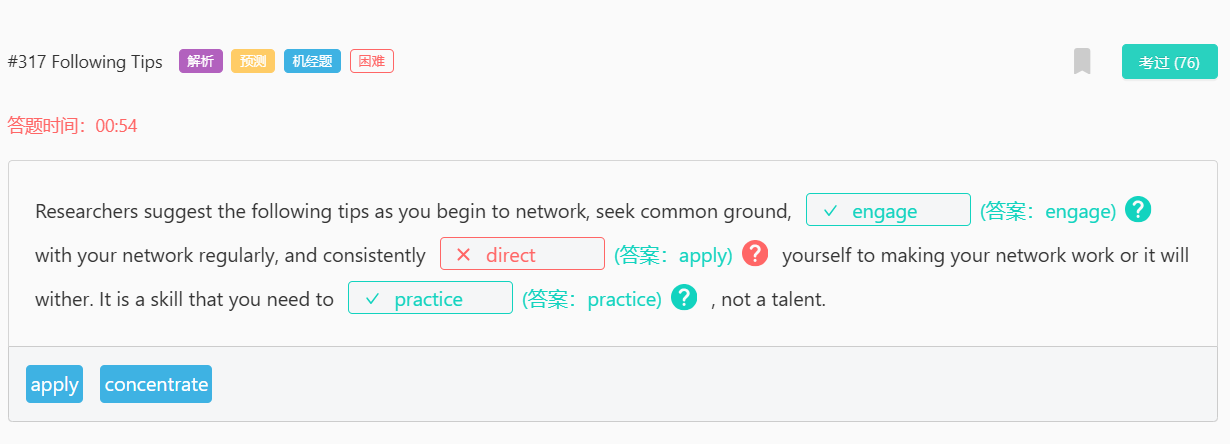 #317 Following Tips 解析 预测 机经题 困难 考过 (76)
答题时间：00:54
Researchers suggest the following tips as you begin to network, seek common ground, engage (答案：engage) ?
with your network regularly, and consistently direct (答案：apply) ? yourself to making your network work or it will
wither. It is a skill that you need to practice (答案：practice) ? , not a talent.
apply concentrate